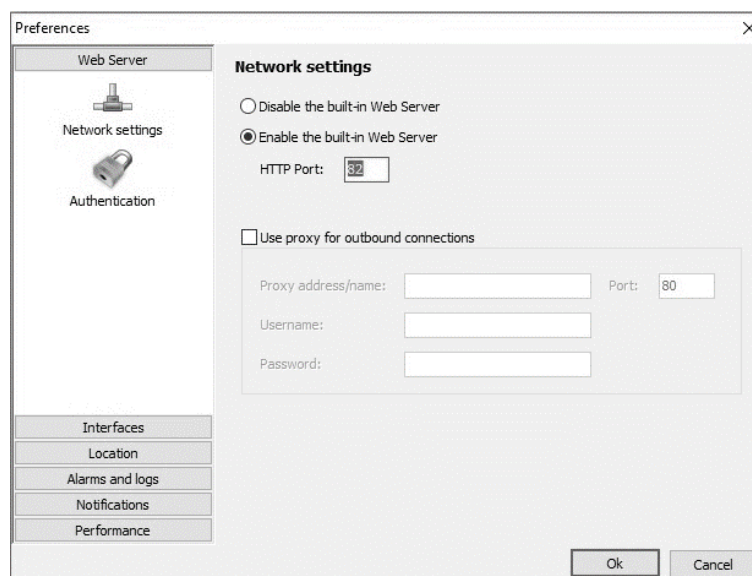 Preferences
Web Server
Network settings
Authentication
Interfaces
Location
Alarms and logs
Notifications
Performance
Network settings
Disable the built-in Web Server
Enable the built-in Web Server
HTTP Port: 82
Use proxy for outbound connections
Proxy address/name: Port: 80
Username:
Password:
Ok Cancel